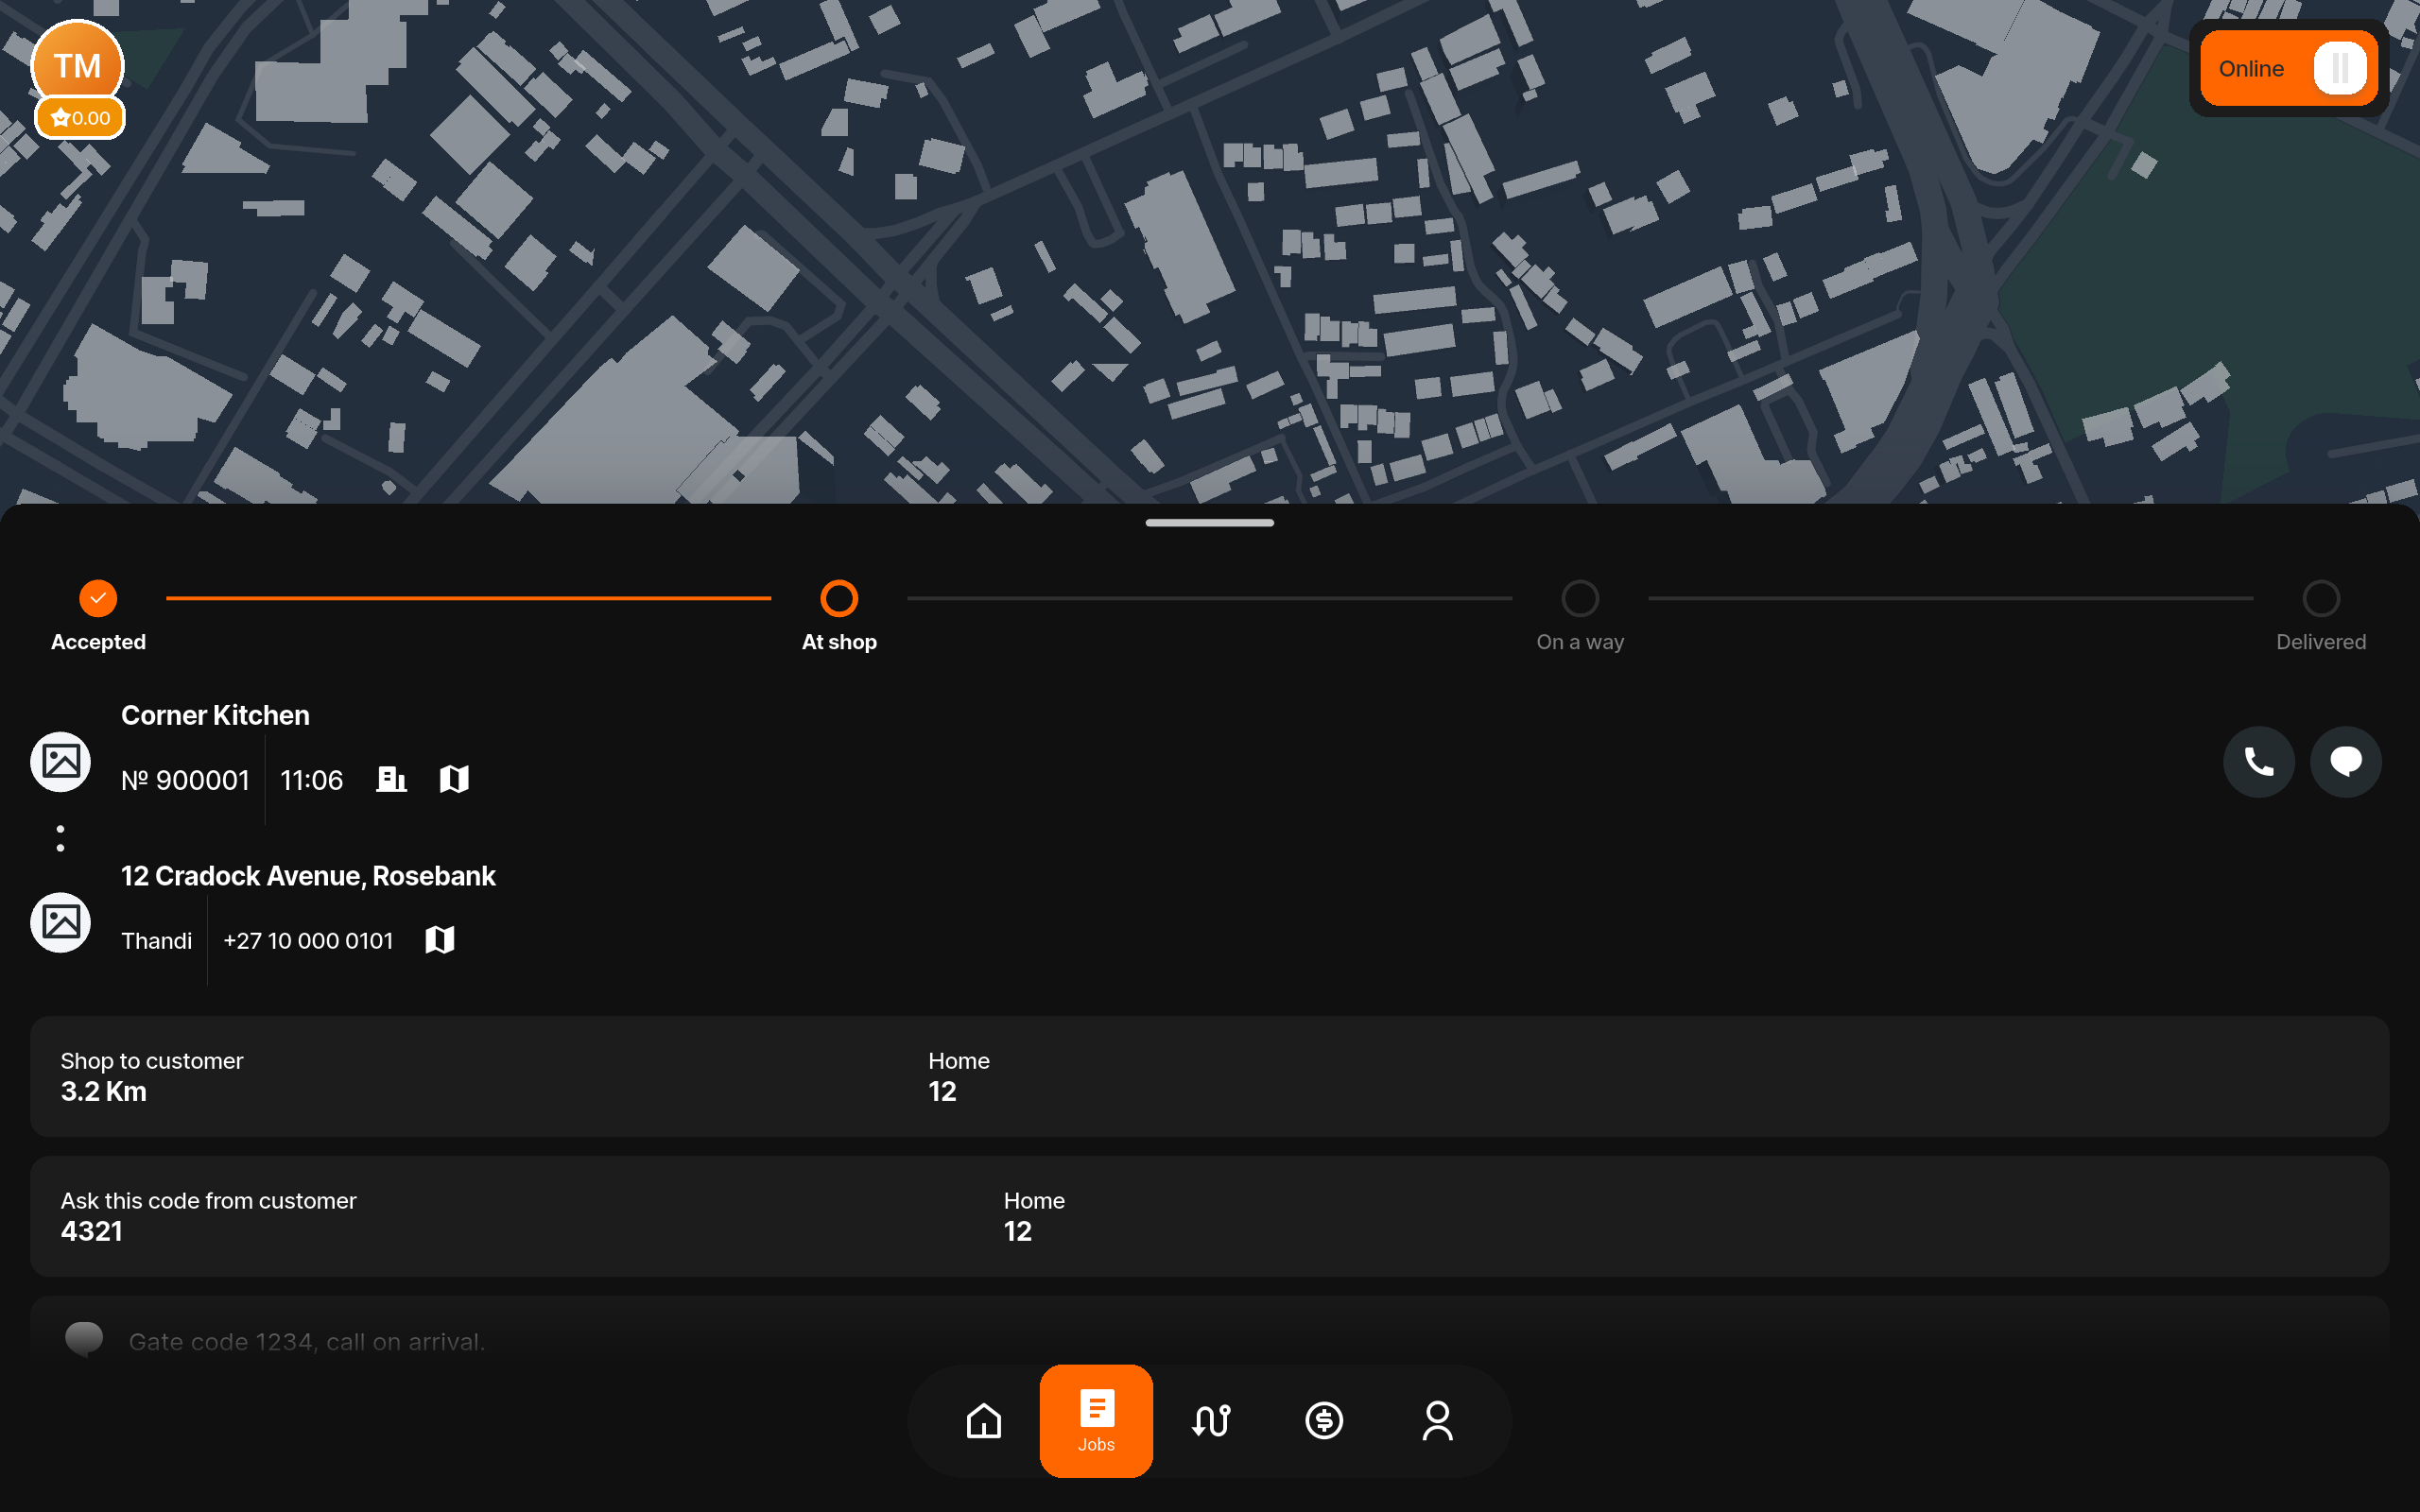 TM
0.00
Online
Accepted
At shop
On a way
Delivered
Corner Kitchen
№ 900001 11:06
12 Cradock Avenue, Rosebank
Thandi +27 10 000 0101
Shop to customer Home
3.2 Km 12
Ask this code from customer Home
4321 12
Gate code 1234, call on arrival.
Jobs